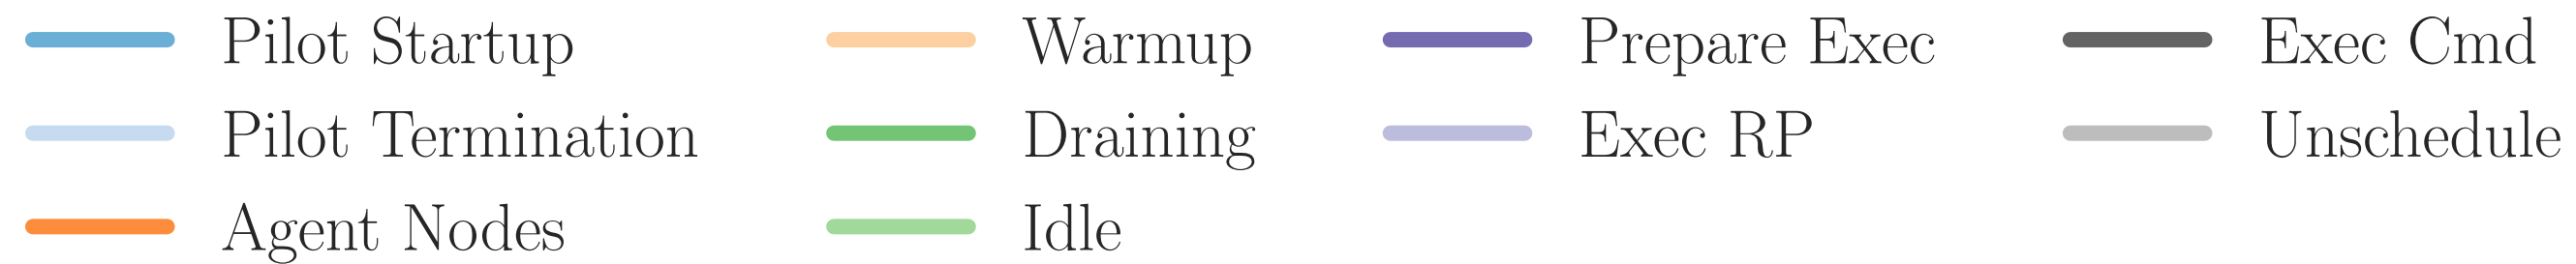 Pilot Startup Warmup Prepare Exec Exec Cmd
Pilot Termination Draining Exec RP Unschedule
Agent Nodes Idle